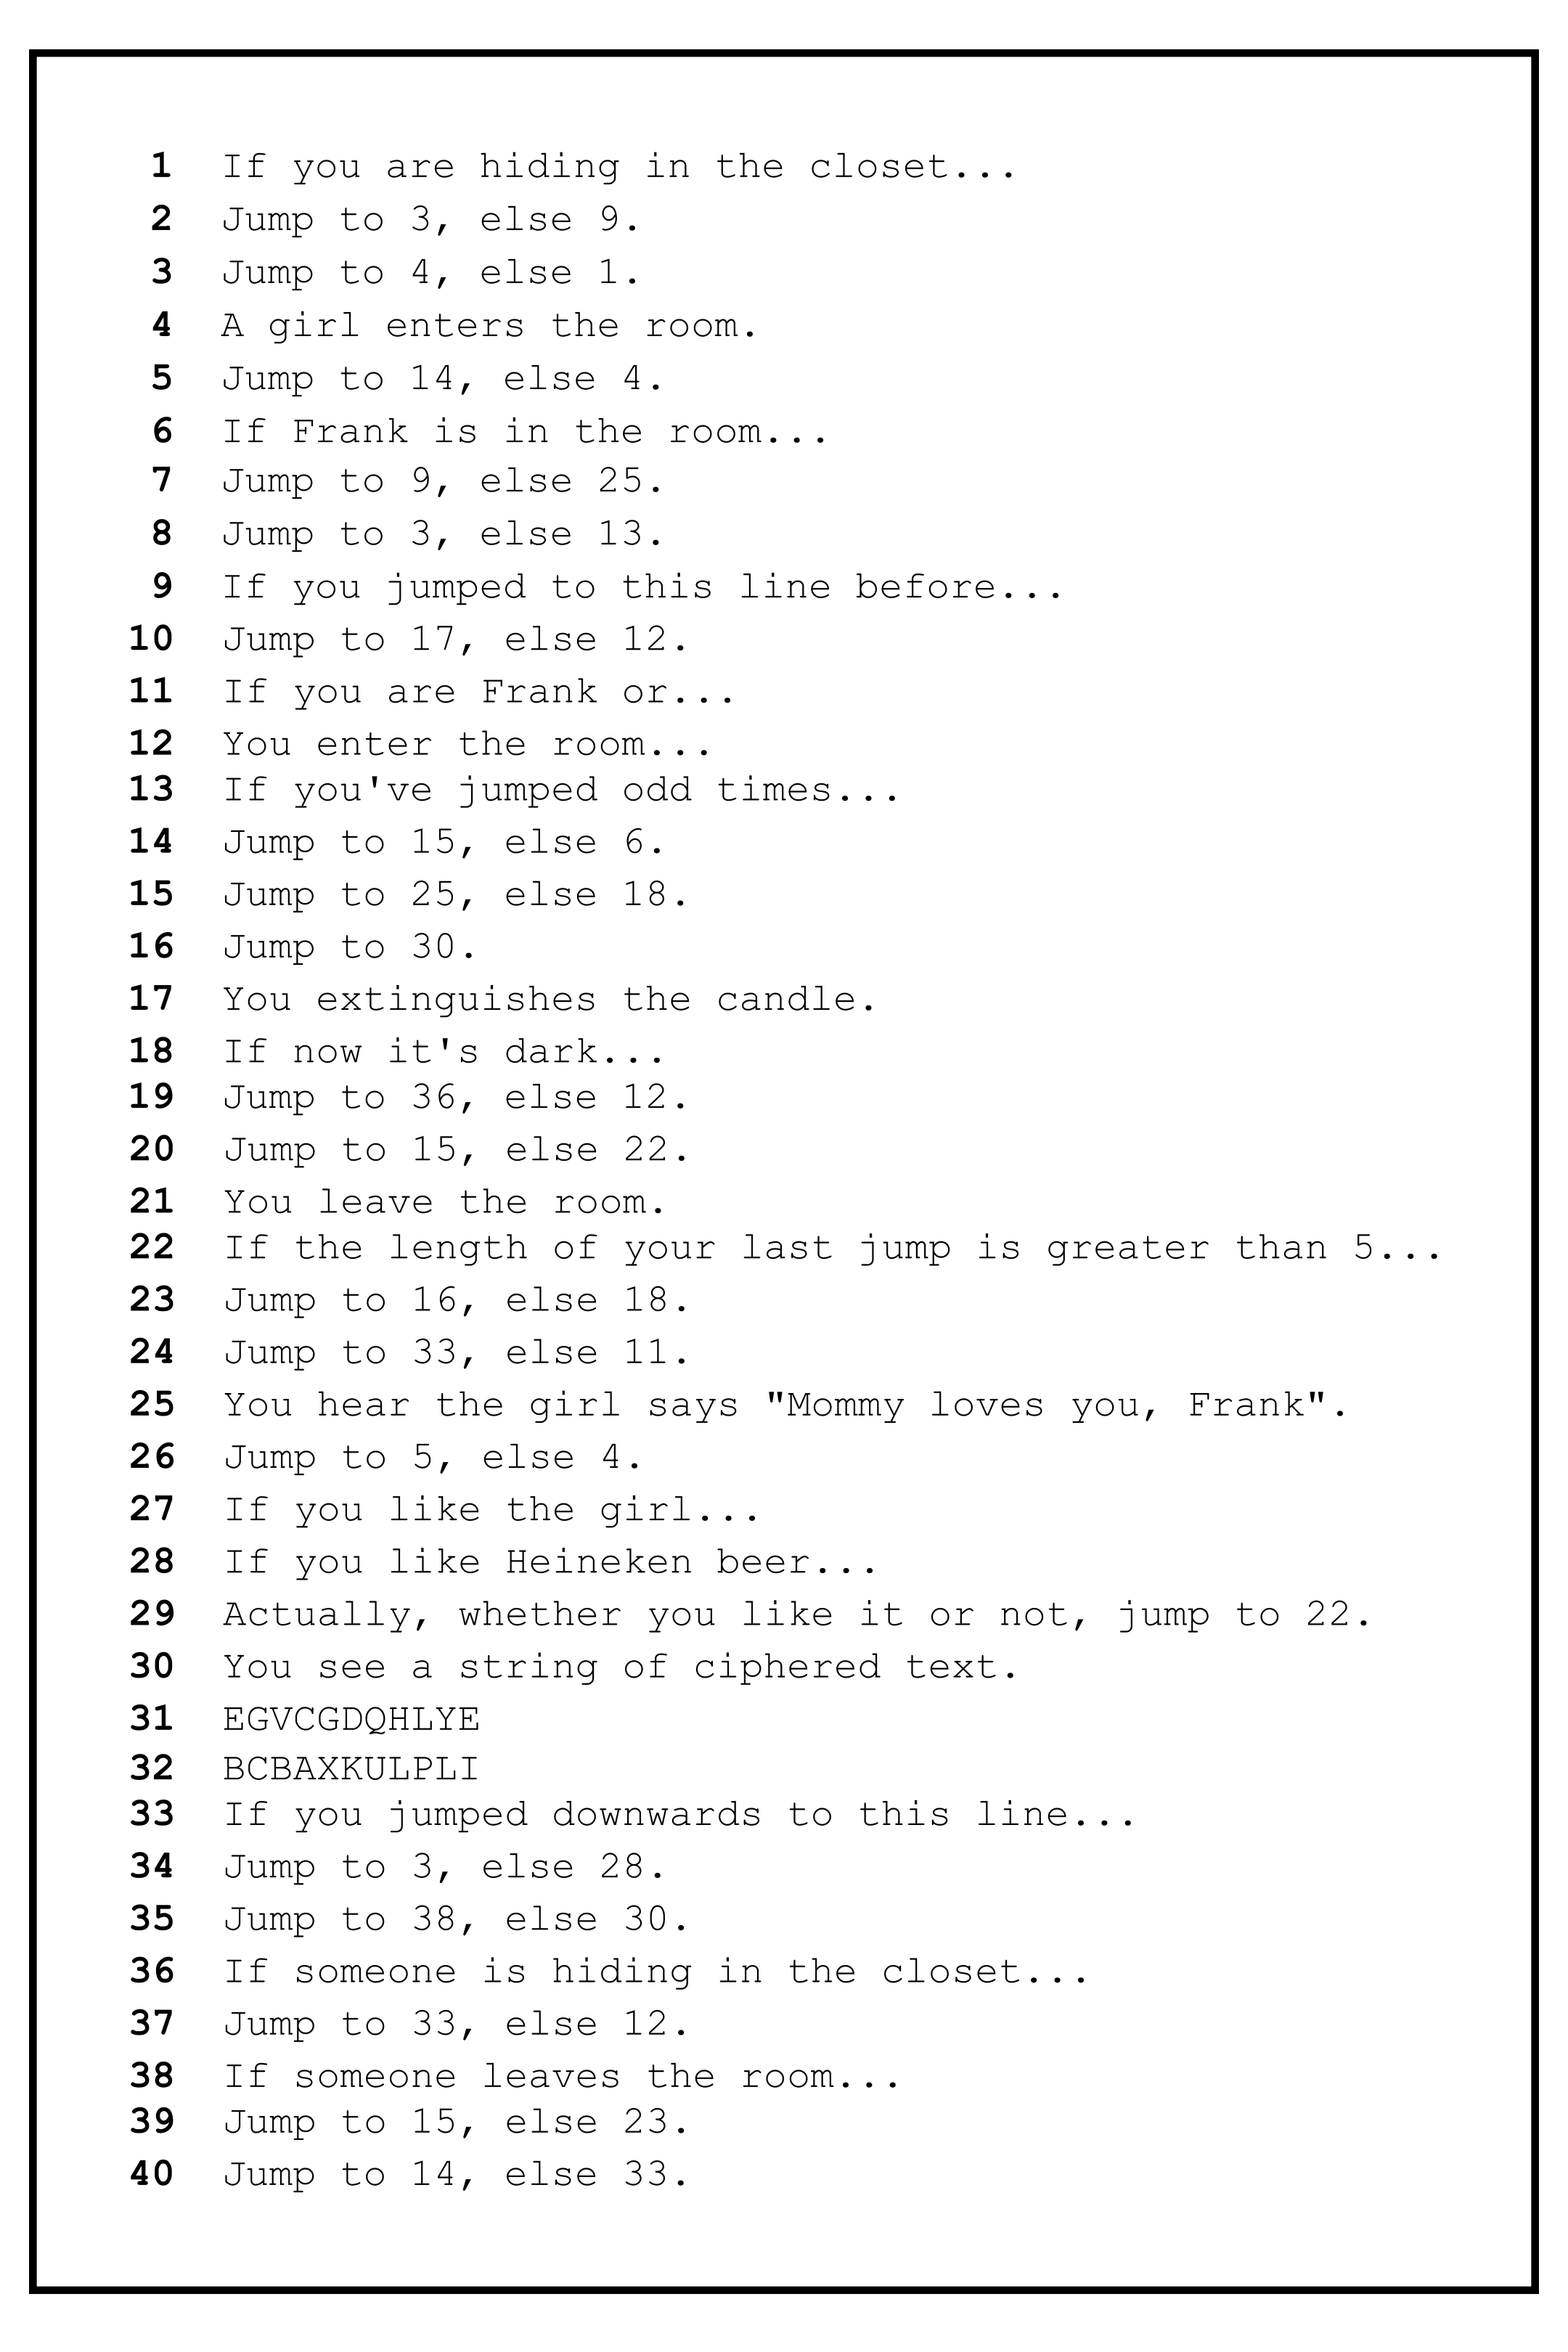 1 If you are hiding in the closet...
2 Jump to 3, else 9.
3 Jump to 4, else 1.
4 A girl enters the room.
5 Jump to 14, else 4.
6 If Frank is in the room...
7 Jump to 9, else 25.
8 Jump to 3, else 13.
9 If you jumped to this line before...
10 Jump to 17, else 12.
11 If you are Frank or...
12 You enter the room...
13 If you've jumped odd times...
14 Jump to 15, else 6.
15 Jump to 25, else 18.
16 Jump to 30.
17 You extinguishes the candle.
18 If now it's dark...
19 Jump to 36, else 12.
20 Jump to 15, else 22.
21 You leave the room.
22 If the length of your last jump is greater than 5...
23 Jump to 16, else 18.
24 Jump to 33, else 11.
25 You hear the girl says "Mommy loves you, Frank".
26 Jump to 5, else 4.
27 If you like the girl...
28 If you like Heineken beer...
29 Actually, whether you like it or not, jump to 22.
30 You see a string of ciphered text.
31 EGVCGDQHLYE
32 BCBAXKULPLI
33 If you jumped downwards to this line...
34 Jump to 3, else 28.
35 Jump to 38, else 30.
36 If someone is hiding in the closet...
37 Jump to 33, else 12.
38 If someone leaves the room...
39 Jump to 15, else 23.
40 Jump to 14, else 33.